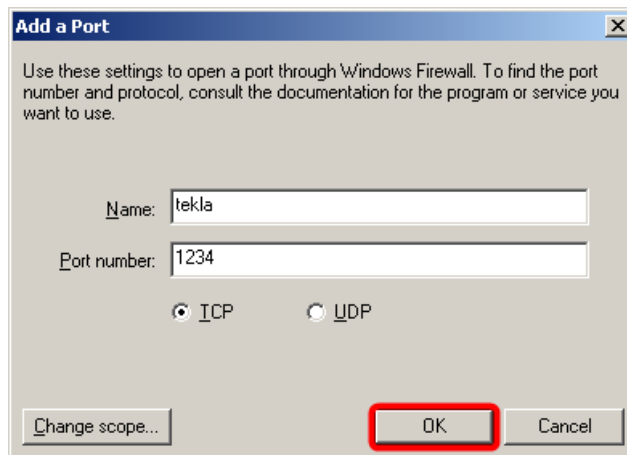 Add a Port
Use these settings to open a port through Windows Firewall. To find the port
number and protocol, consult the documentation for the program or service you
want to use.
Name: tekla
Port number: 1234
TCP UDP
Change scope... OK Cancel